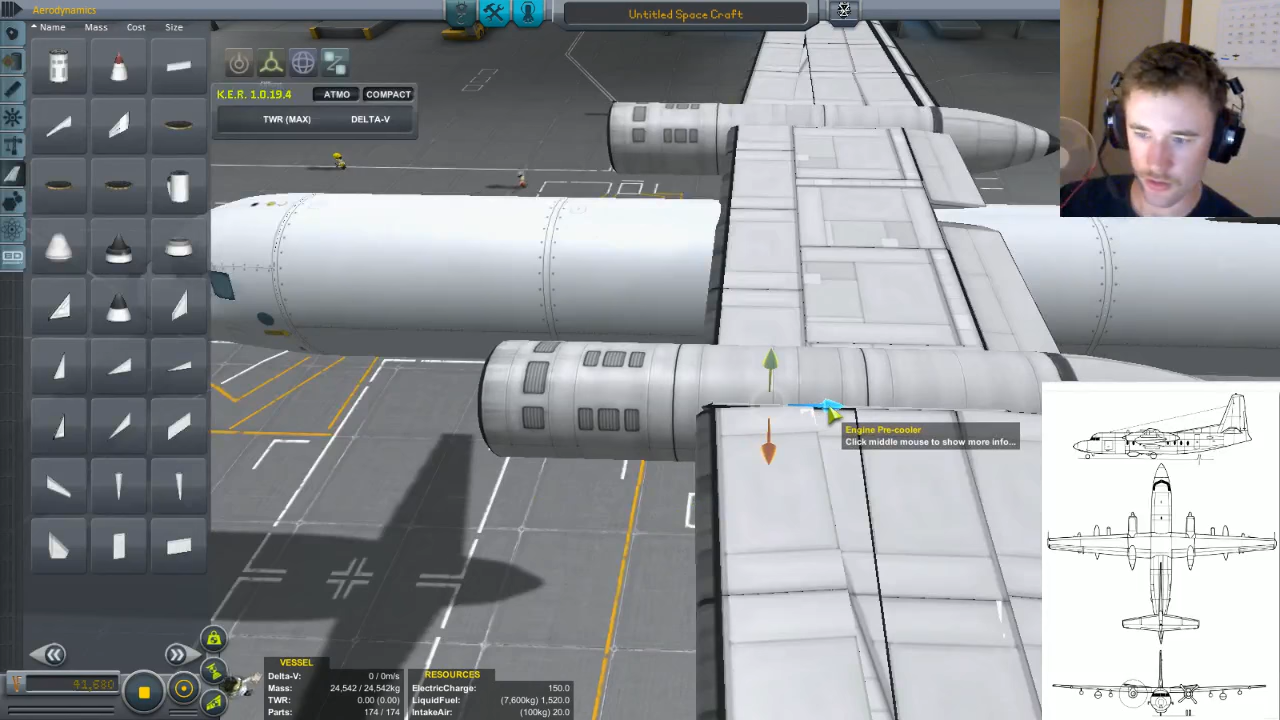 Aerodynamics
Untitled Space Craft
Name Mass Cost Size
K.E.R. 1.0.19.4 ATMO COMPACT
TWR (MAX) DELTA-V
Engine Pre-cooler
Click middle mouse to show more info...
41,680
VESSEL
Delta-V: 0 / 0m/s
Mass: 24,542 / 24,542kg
TWR: 0.00 (0.00)
Parts: 174 / 174
RESOURCES
ElectricCharge: 150.0
LiquidFuel: (7,600kg) 1,520.0
IntakeAir: (100kg) 20.0